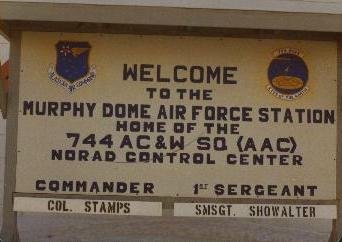 WELCOME
TO THE
MURPHY DOME AIR FORCE STATION
HOME OF THE
744 AC&W SQ (AAC)
NORAD CONTROL CENTER
COMMANDER 1ST SERGEANT
COL. STAMPS SMSGT. SHOWALTER